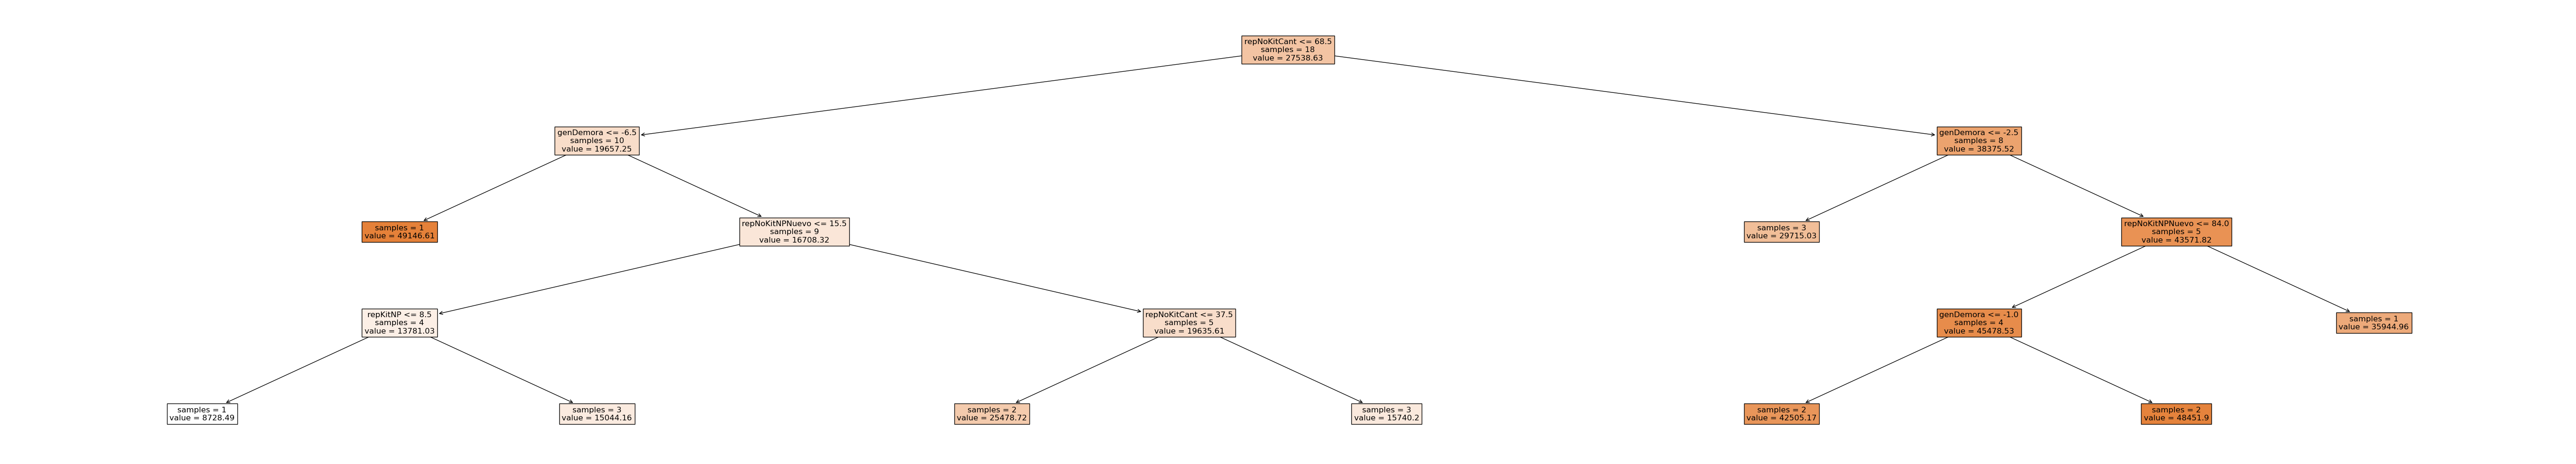 repNoKitCant <= 68.5
samples = 18
value = 27538.63
genDemora <= -6.5
samples = 10
value = 19657.25
genDemora <= -2.5
samples = 8
value = 38375.52
samples = 1
value = 49146.61
repNoKitNPNuevo <= 15.5
samples = 9
value = 16708.32
samples = 3
value = 29715.03
repNoKitNPNuevo <= 84.0
samples = 5
value = 43571.82
repKitNP <= 8.5
samples = 4
value = 13781.03
repNoKitCant <= 37.5
samples = 5
value = 19635.61
genDemora <= -1.0
samples = 4
value = 45478.53
samples = 1
value = 35944.96
samples = 1
value = 8728.49
samples = 3
value = 15044.16
samples = 2
value = 25478.72
samples = 3
value = 15740.2
samples = 2
value = 42505.17
samples = 2
value = 48451.9